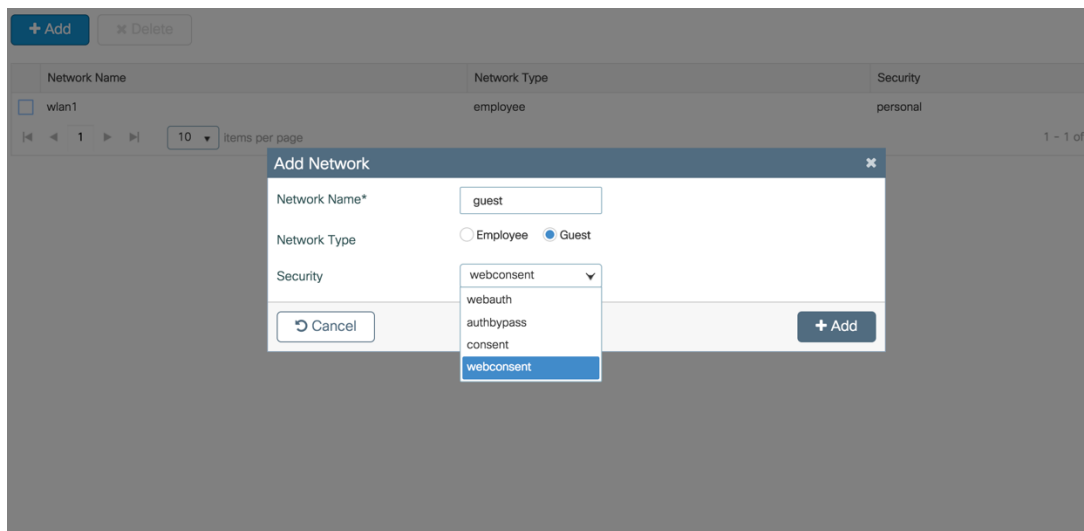 + Add ✖ Delete
Network Name Network Type Security
wlan1 employee personal
1 10 items per page 1 - 1 of
Add Network ✖
Network Name* guest
Network Type Employee Guest
Security webconsent
webauth
authbypass
consent
webconsent
Cancel + Add